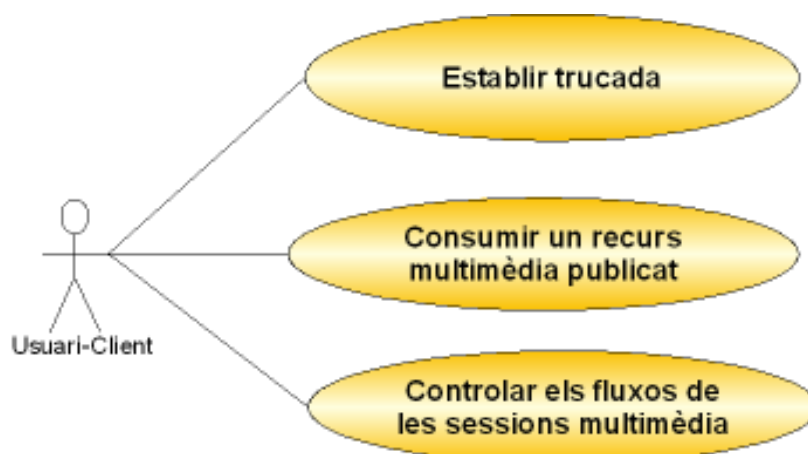 Establir trucada
Consumir un recurs
multimèdia publicat
Usuari-Client
Controlar els fluxos de
les sessions multimèdia